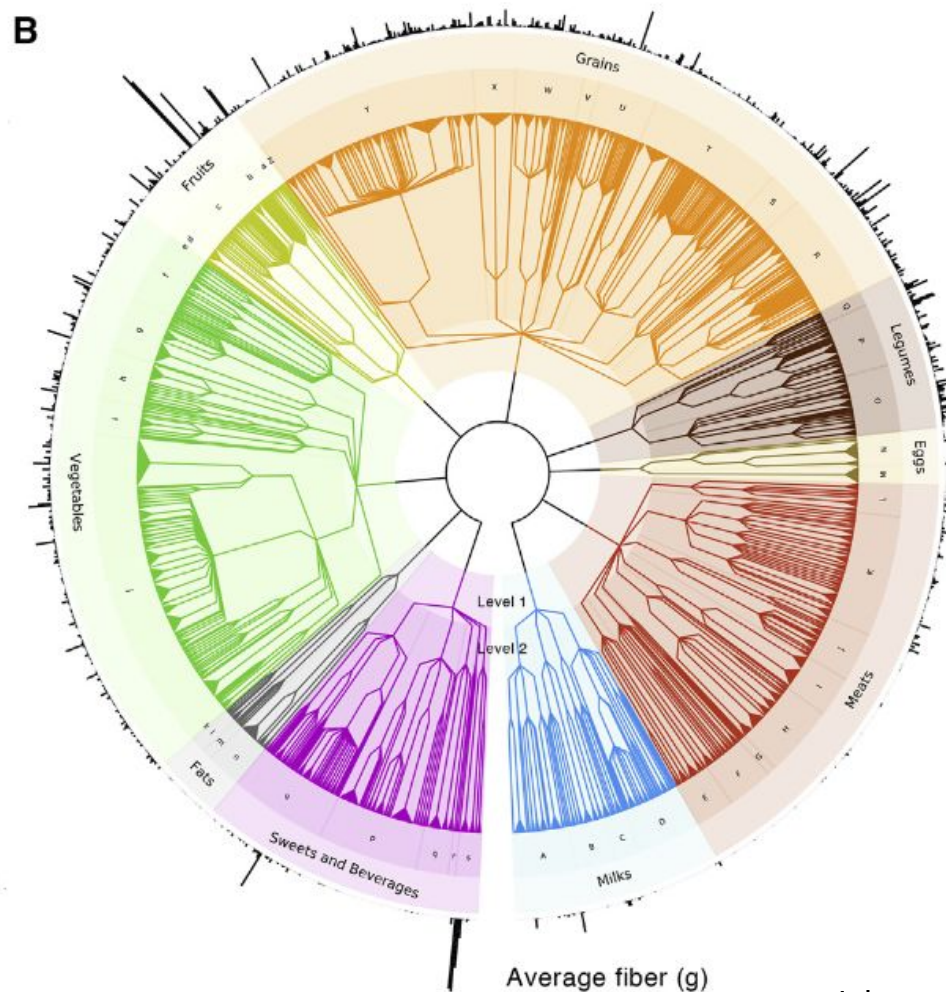 B
Grains
X
W
V
U
Y
T
Fruits
a
z
b
S
c
e
d
R
f
Q
Legumes
P
g
O
h
Eggs
N
i
M
Vegetables
L
K
j
Level 1
Level 2
J
Meats
I
H
k
l
m
n
G
F
Fats
E
D
P
C
B
A
q
r
s
Sweets and Beverages
Milks
Average fiber (g)